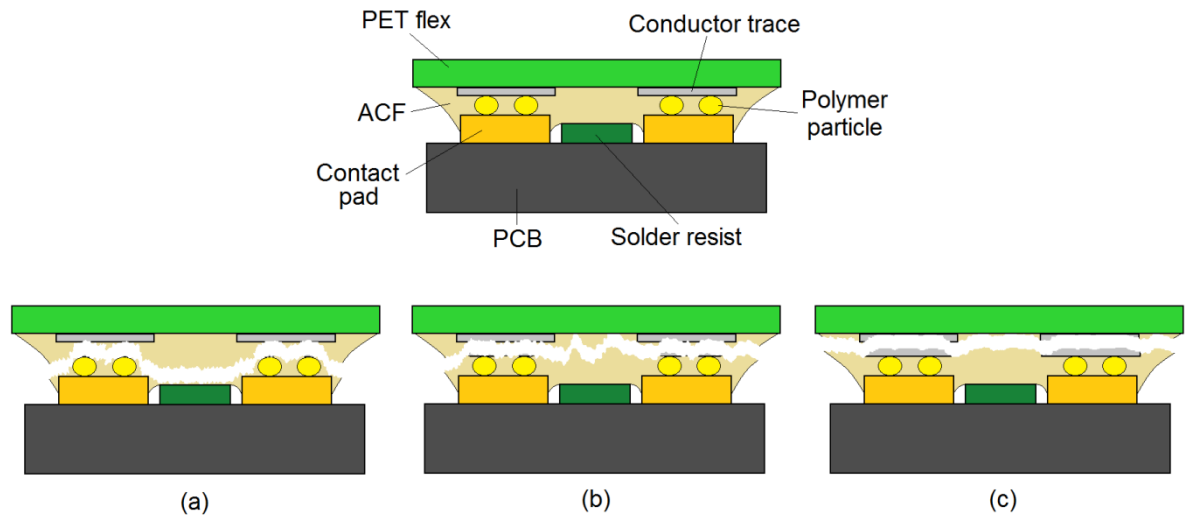 PET flex
Conductor trace
ACF
Polymer
particle
Contact
pad
PCB
Solder resist
(a)
(b)
(c)